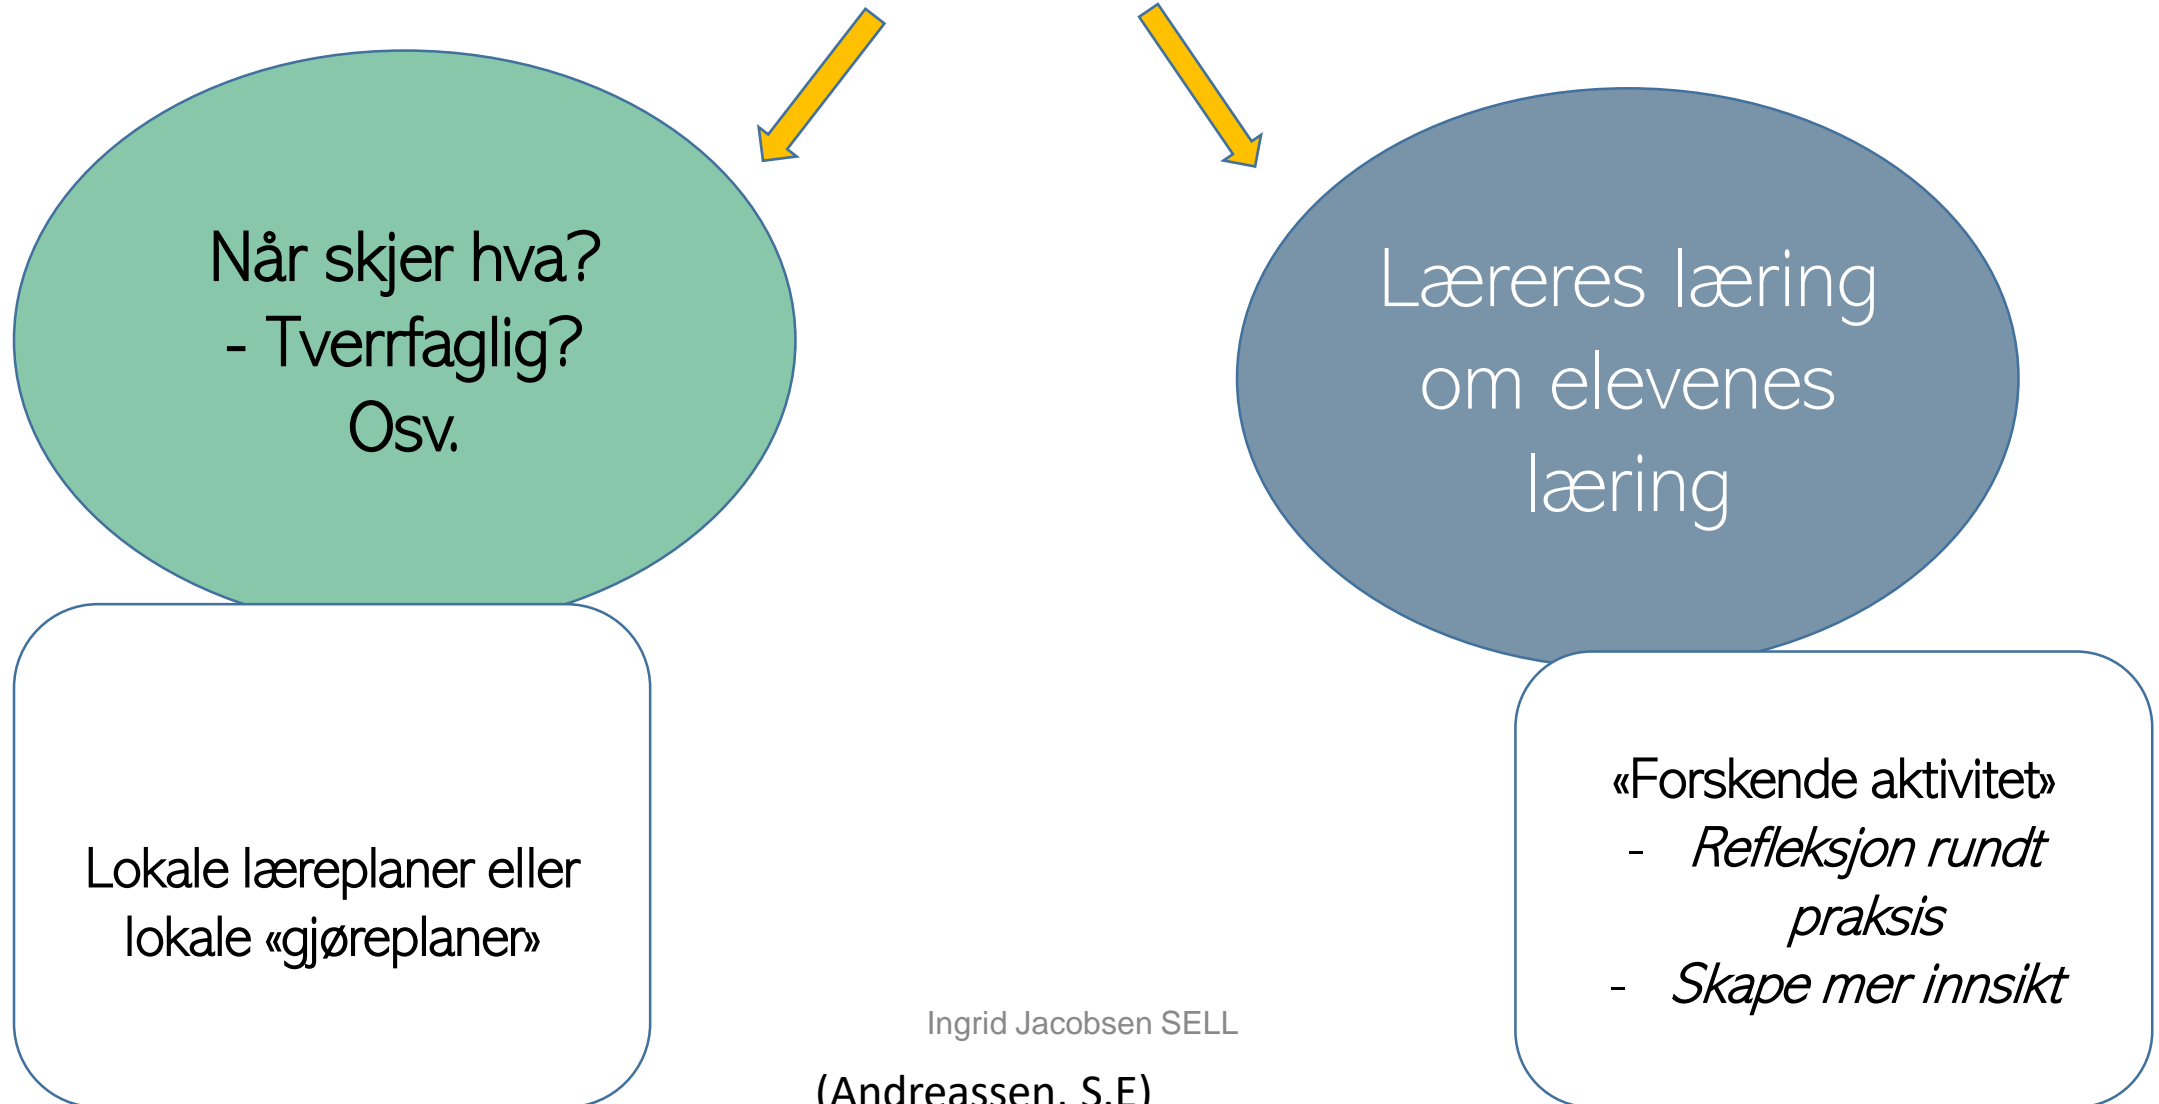 Når skjer hva?
- Tverrfaglig?
Osv.
Læreres læring
om elevenes
læring
Lokale læreplaner eller
lokale «gjøreplaner»
«Forskende aktivitet»
- Refleksjon rundt
praksis
- Skape mer innsikt
Ingrid Jacobsen SELL
(Andreassen, S.E)